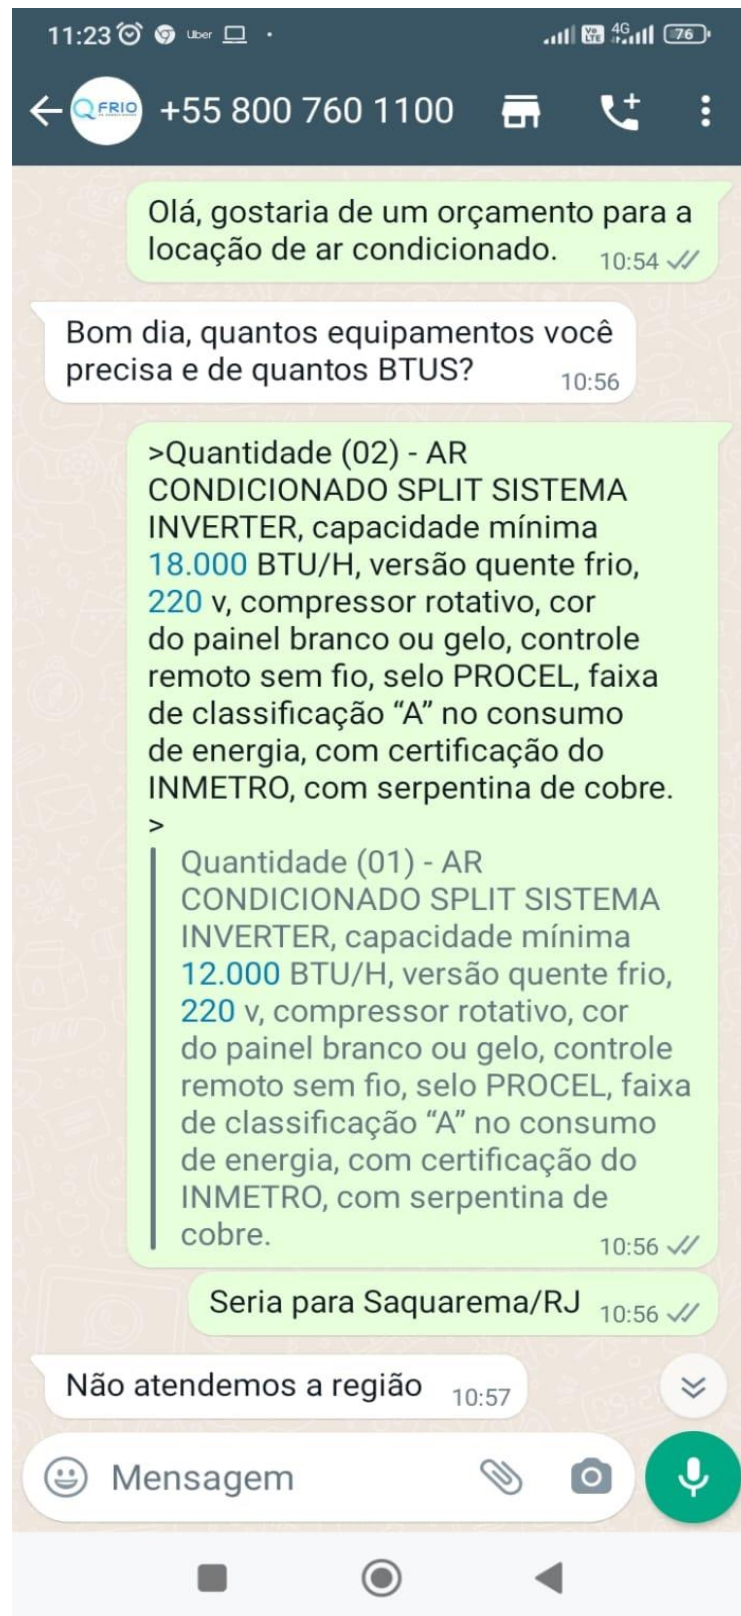 11:23 Uber 4G 76
Vo LTE
Q FRIO +55 800 760 1100
Olá, gostaria de um orçamento para a
locação de ar condicionado. 10:54
Bom dia, quantos equipamentos você
precisa e de quantos BTUS? 10:56
>Quantidade (02) - AR
CONDICIONADO SPLIT SISTEMA
INVERTER, capacidade mínima
18.000 BTU/H, versão quente frio,
220 v, compressor rotativo, cor
do painel branco ou gelo, controle
remoto sem fio, selo PROCEL, faixa
de classificação “A” no consumo
de energia, com certificação do
INMETRO, com serpentina de cobre.
>
Quantidade (01) - AR
CONDICIONADO SPLIT SISTEMA
INVERTER, capacidade mínima
12.000 BTU/H, versão quente frio,
220 v, compressor rotativo, cor
do painel branco ou gelo, controle
remoto sem fio, selo PROCEL, faixa
de classificação “A” no consumo
de energia, com certificação do
INMETRO, com serpentina de
cobre. 10:56
Seria para Saquarema/RJ 10:56
Não atendemos a região 10:57
Mensagem